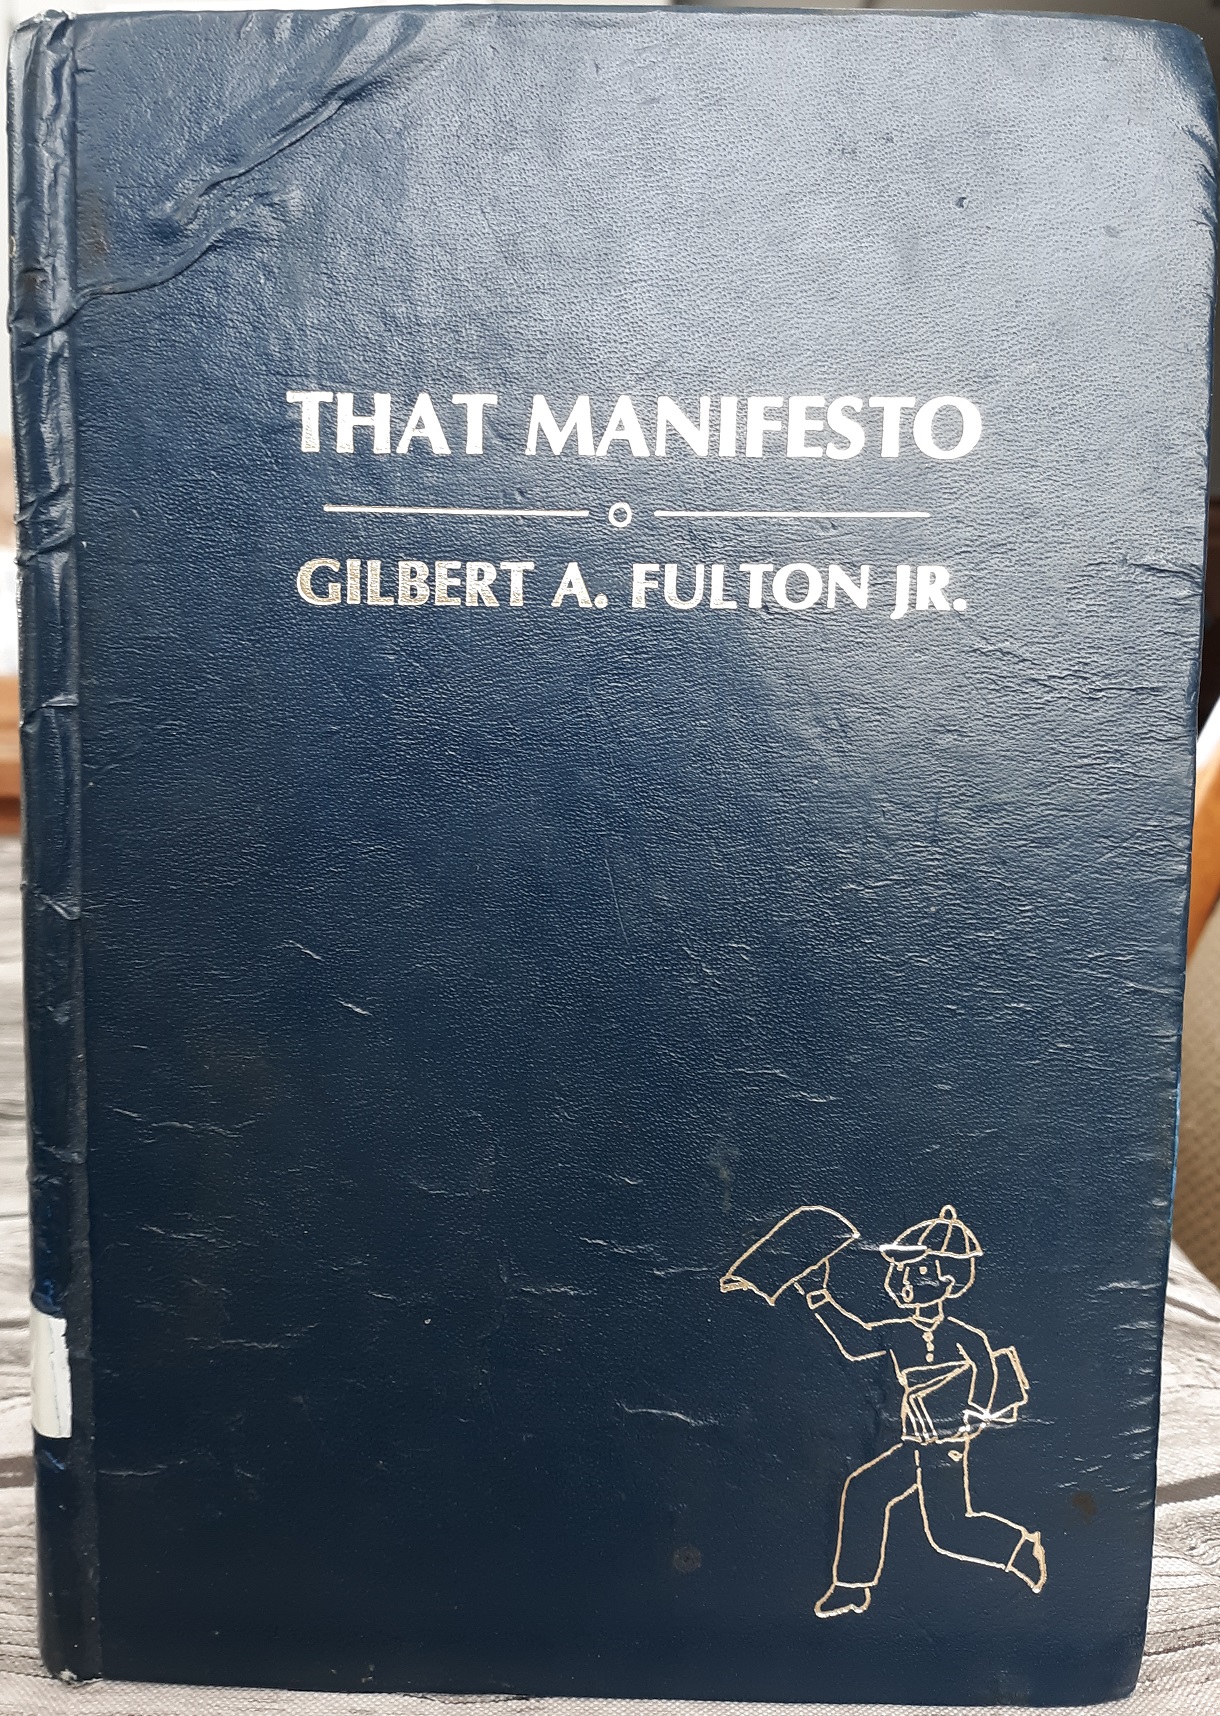 THAT MANIFESTO
GILBERT A. FULTON JR.